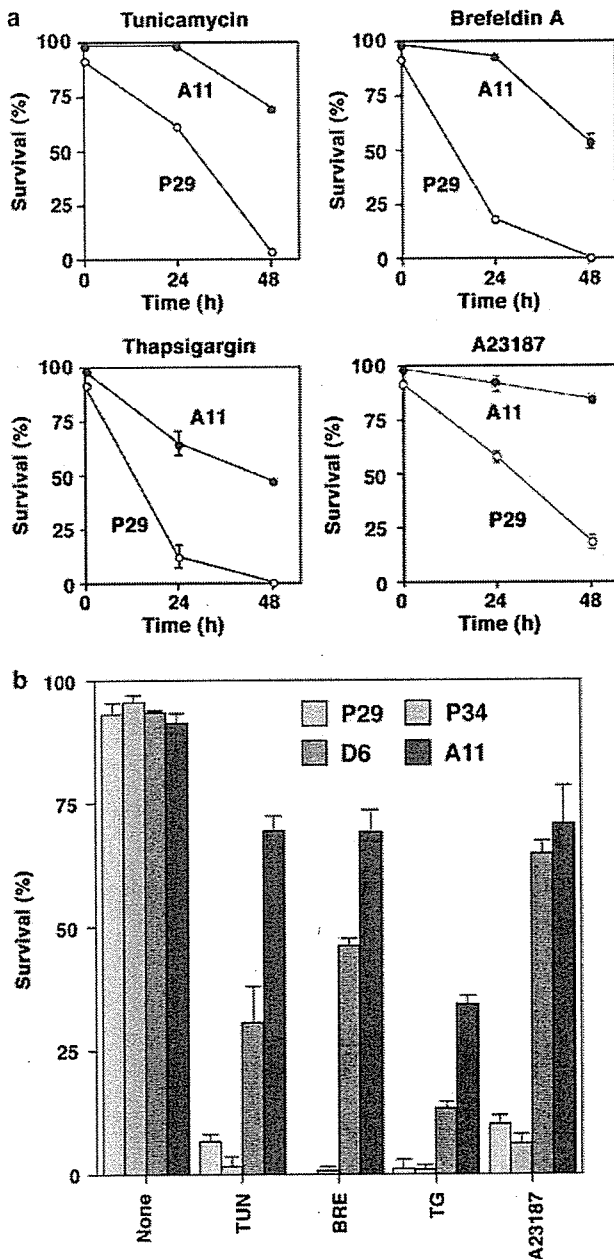 a
Tunicamycin
Survival (%)
100
75
50
25
0
A11
P29
0 24 48
Time (h)
Brefeldin A
Survival (%)
100
75
50
25
0
A11
P29
0 24 48
Time (h)
Thapsigargin
Survival (%)
100
75
50
25
0
A11
P29
0 24 48
Time (h)
A23187
Survival (%)
100
75
50
25
0
A11
P29
0 24 48
Time (h)
b
Survival (%)
100
75
50
25
0
P29 P34
D6 A11
None
TUN
BRE
TG
A23187